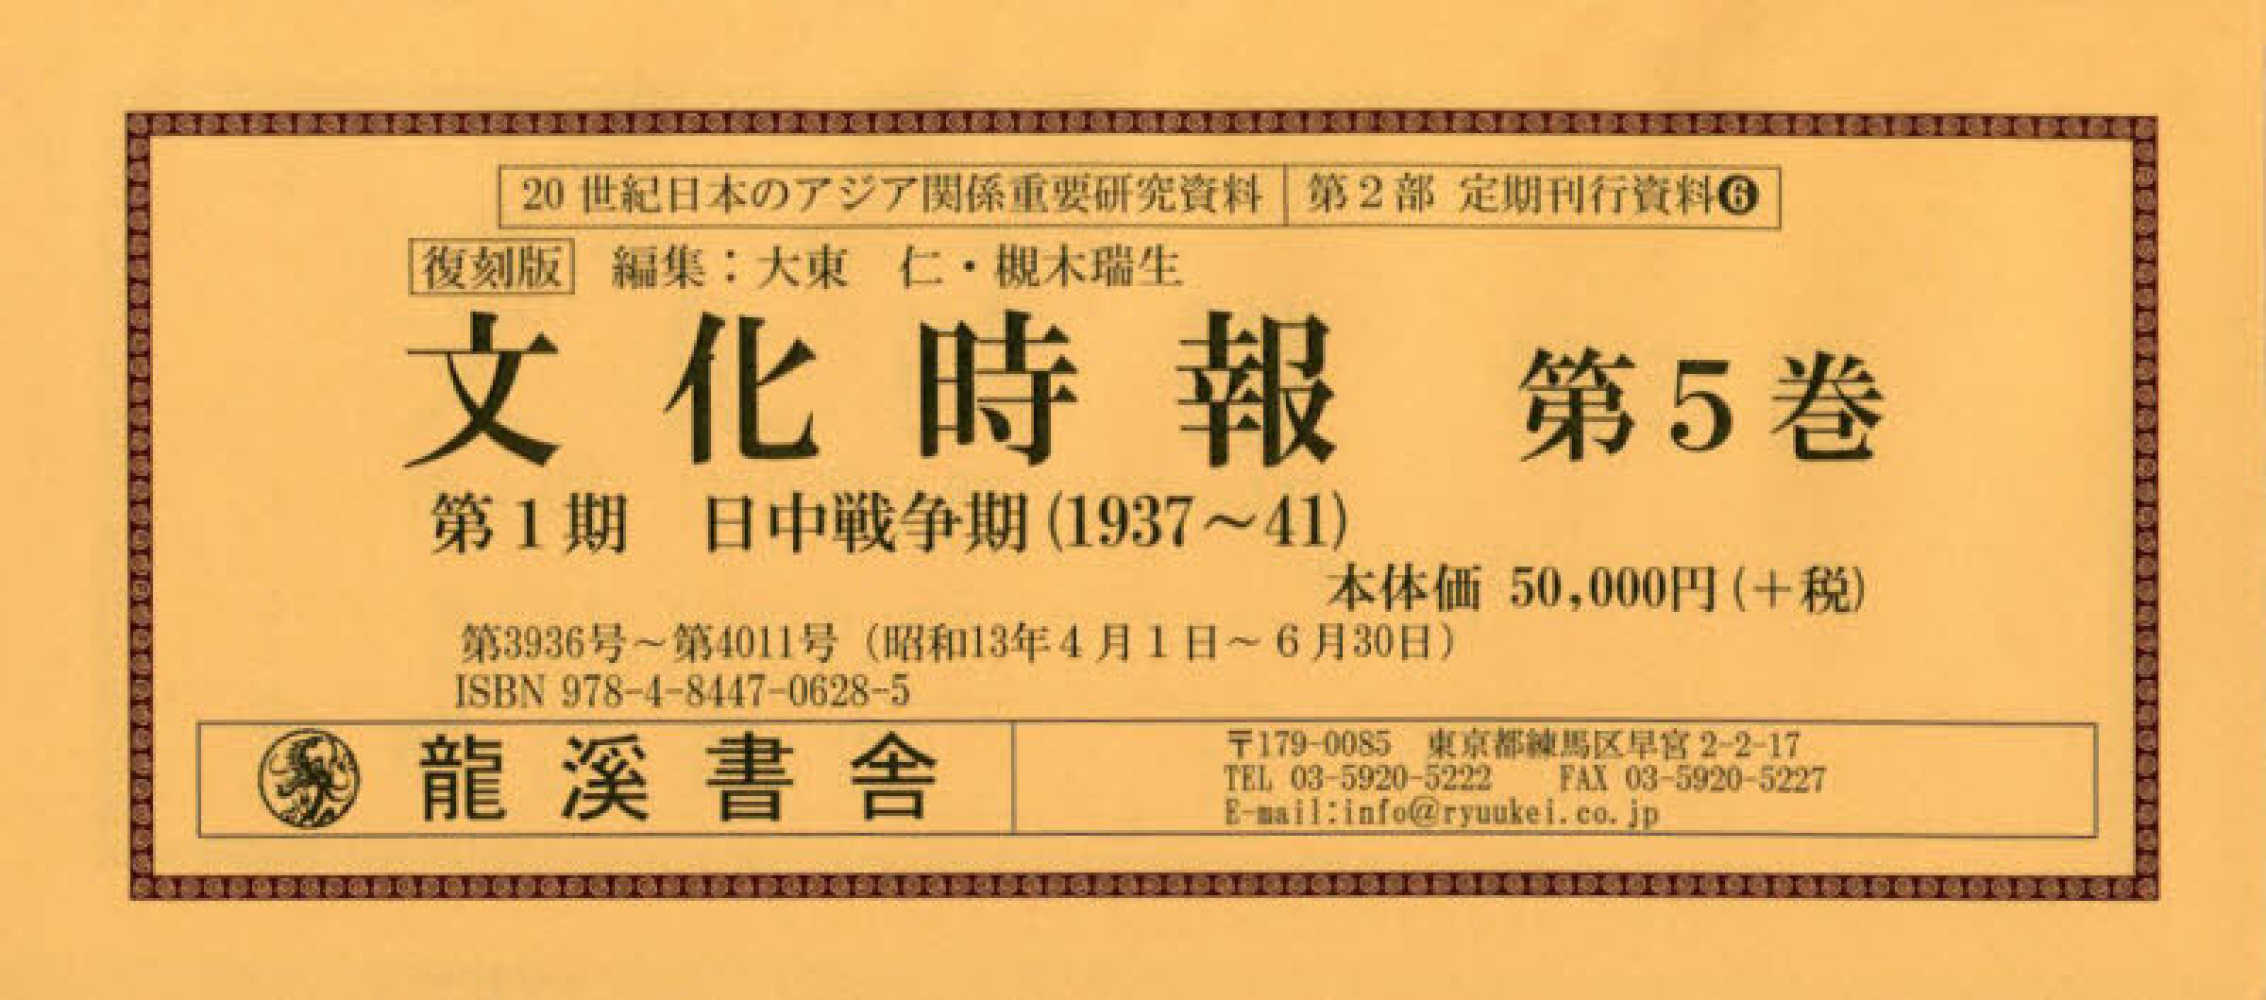 20世紀日本のアジア関係重要研究資料 第2部 定期刊行資料❻
復刻版 編集：大東 仁・槻木瑞生
文化時報 第5巻
第1期 日中戦争期(1937～41)
本体価 50,000円(＋税)
第3936号～第4011号（昭和13年4月1日～6月30日）
ISBN 978-4-8447-0628-5
龍溪書舎
〒179-0085 東京都練馬区早宮2-2-17
TEL 03-5920-5222 FAX 03-5920-5227
E-mail:info@ryuukei.co.jp